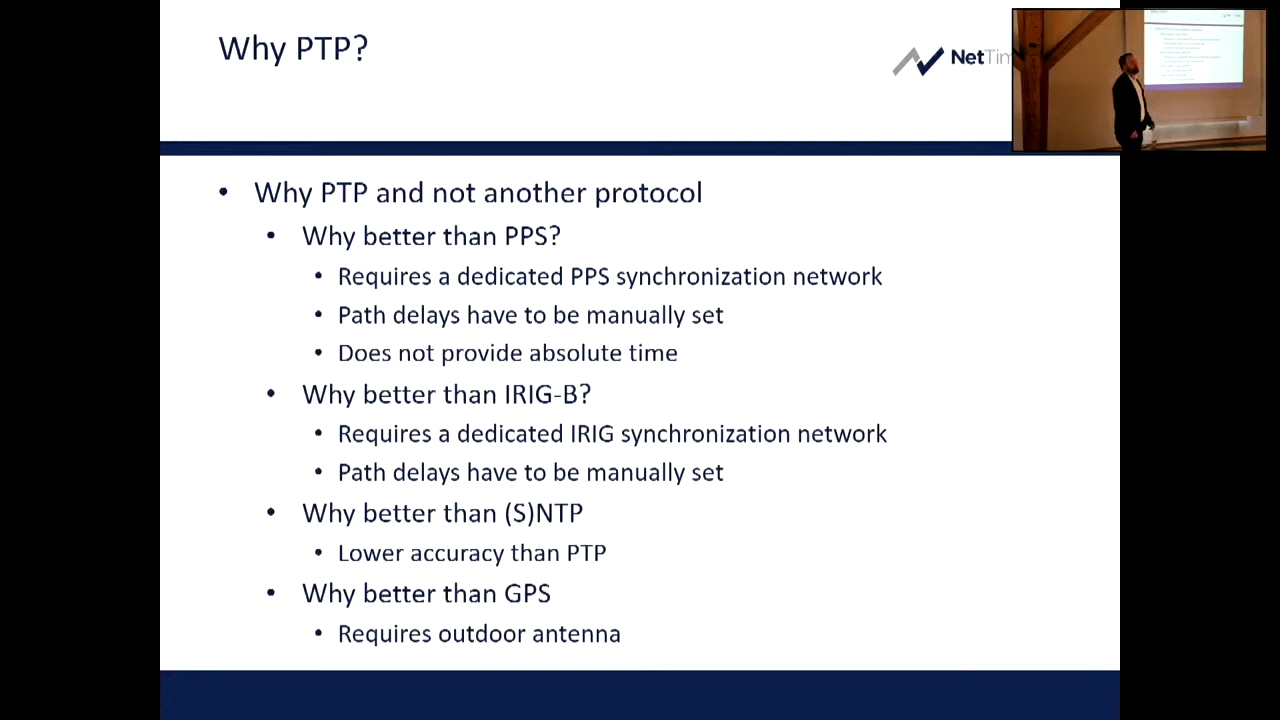 Why PTP?
NetTim
• Why PTP and not another protocol
• Why better than PPS?
• Requires a dedicated PPS synchronization network
• Path delays have to be manually set
• Does not provide absolute time
• Why better than IRIG-B?
• Requires a dedicated IRIG synchronization network
• Path delays have to be manually set
• Why better than (S)NTP
• Lower accuracy than PTP
• Why better than GPS
• Requires outdoor antenna